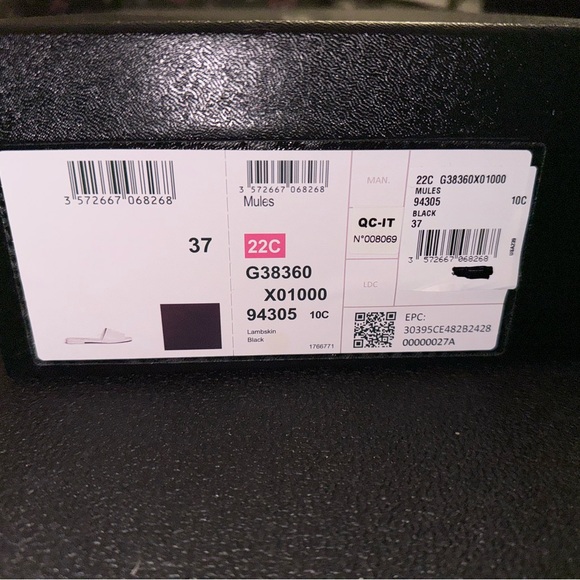 3 572667 068268
37
3 572667 068268
Mules
22C
G38360
X01000
94305 10C
Lambskin
Black
1766771
MAN.
QC-IT
N°008069
LDC
22C G38360X01000
MULES
94305 10C
BLACK
37
3 572667 068268
USA239
EPC:
30395CE482B2428
00000027A